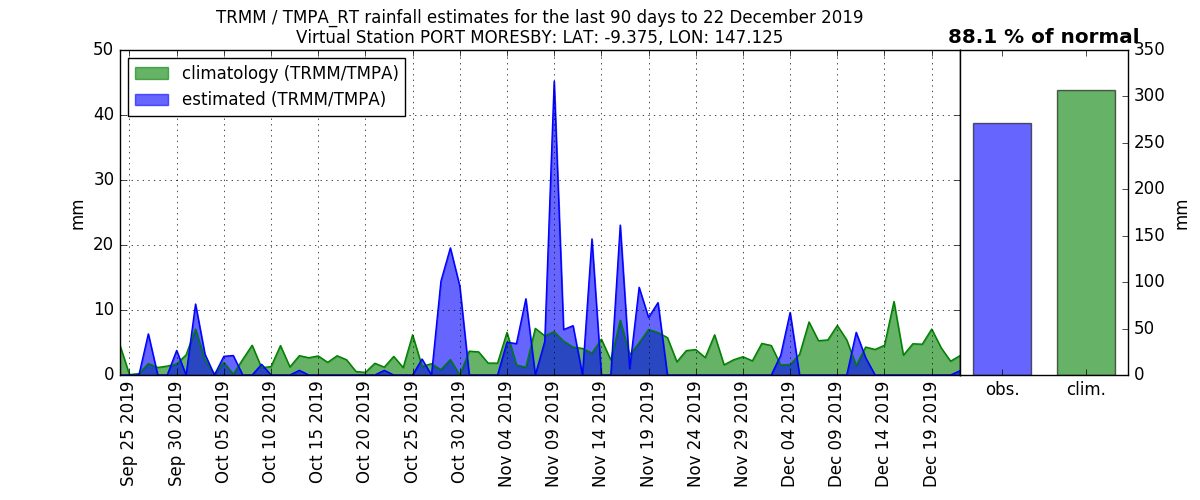 TRMM / TMPA_RT rainfall estimates for the last 90 days to 22 December 2019
Virtual Station PORT MORESBY: LAT: -9.375, LON: 147.125
88.1 % of normal
climatology (TRMM/TMPA)
estimated (TRMM/TMPA)
mm
50
40
30
20
10
0
Sep 25 2019
Sep 30 2019
Oct 05 2019
Oct 10 2019
Oct 15 2019
Oct 20 2019
Oct 25 2019
Oct 30 2019
Nov 04 2019
Nov 09 2019
Nov 14 2019
Nov 19 2019
Nov 24 2019
Nov 29 2019
Dec 04 2019
Dec 09 2019
Dec 14 2019
Dec 19 2019
350
300
250
200
150
100
50
0
mm
obs.
clim.